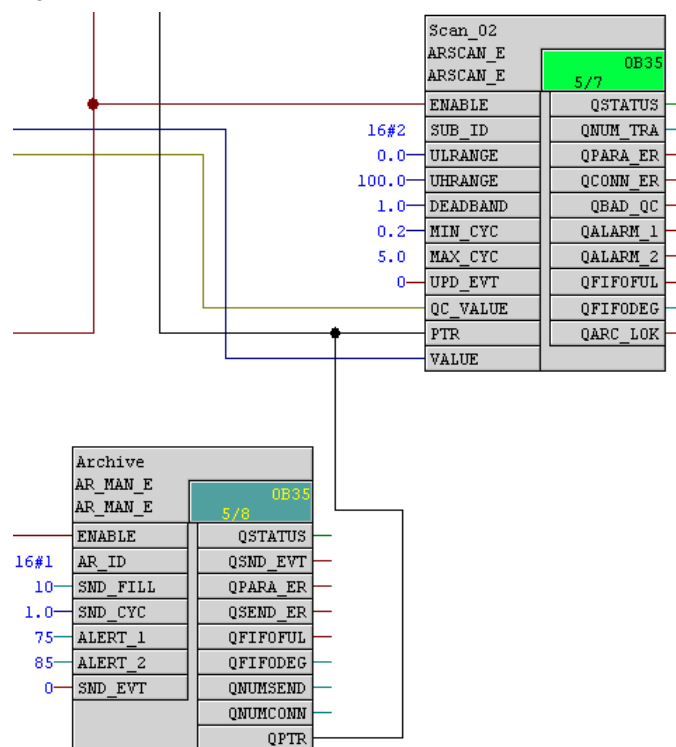 Scan_02
ARSCAN_E
ARSCAN_E
OB35
5/7
ENABLE QSTATUS
16#2 SUB_ID QNUM_TRA
0.0 ULRANGE QPARA_ER
100.0 UHRANGE QCONN_ER
1.0 DEADBAND QBAD_QC
0.2 MIN_CYC QALARM_1
5.0 MAX_CYC QALARM_2
0 UPD_EVT QFIFOFUL
QC_VALUE QFIFODEG
PTR QARC_LOK
VALUE
Archive
AR_MAN_E
AR_MAN_E
OB35
5/8
ENABLE QSTATUS
16#1 AR_ID QSND_EVT
10 SND_FILL QPARA_ER
1.0 SND_CYC QSEND_ER
75 ALERT_1 QFIFOFUL
85 ALERT_2 QFIFODEG
0 SND_EVT QNUMSEND
QNUMCONN
QPTR